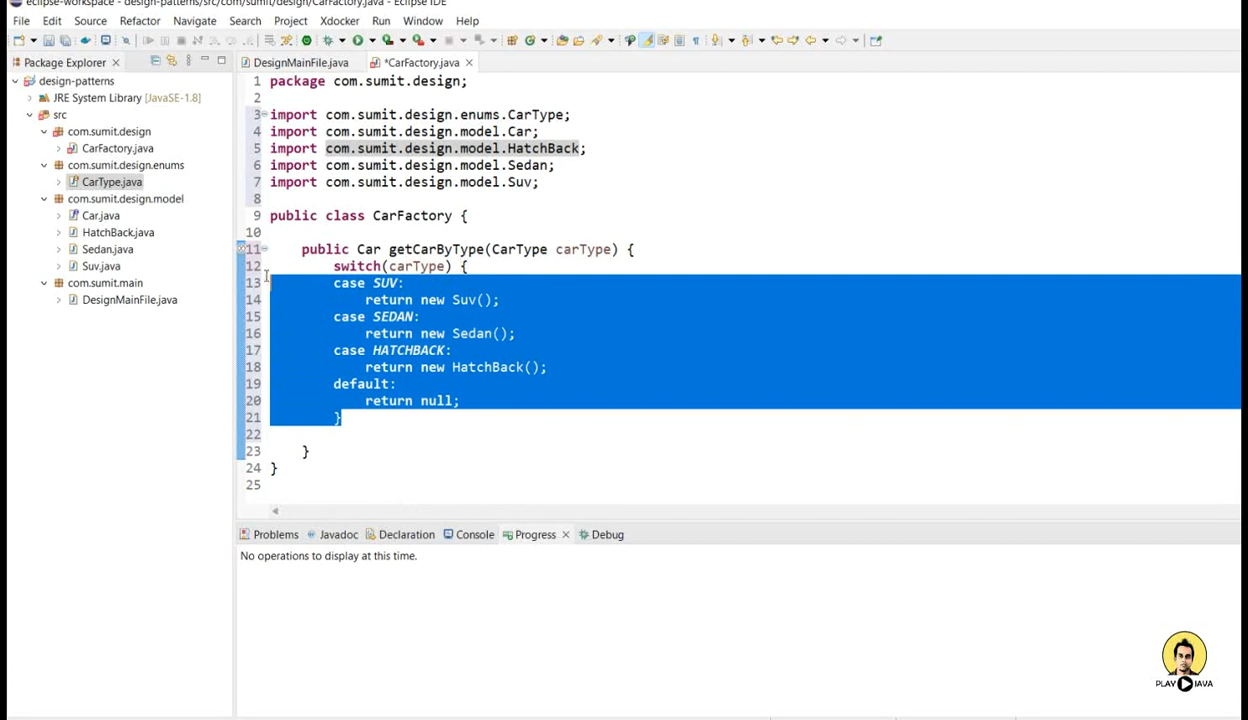 eclipse-workspace - design-patterns/src/com/sumit/design/CarFactory.java - Eclipse IDE
File Edit Source Refactor Navigate Search Project Xdocker Run Window Help
Package Explorer
DesignMainFile.java
*CarFactory.java
design-patterns
JRE System Library [JavaSE-1.8]
src
com.sumit.design
CarFactory.java
com.sumit.design.enums
CarType.java
com.sumit.design.model
Car.java
HatchBack.java
Sedan.java
Suv.java
com.sumit.main
DesignMainFile.java
1 package com.sumit.design;
2
3 import com.sumit.design.enums.CarType;
4 import com.sumit.design.model.Car;
5 import com.sumit.design.model.HatchBack;
6 import com.sumit.design.model.Sedan;
7 import com.sumit.design.model.Suv;
8
9 public class CarFactory {
10
11 public Car getCarByType(CarType carType) {
12 switch(carType) {
13 case SUV:
14 return new Suv();
15 case SEDAN:
16 return new Sedan();
17 case HATCHBACK:
18 return new HatchBack();
19 default:
20 return null;
21 }
22
23 }
24 }
25
Problems Javadoc Declaration Console Progress Debug
No operations to display at this time.
PLAY JAVA